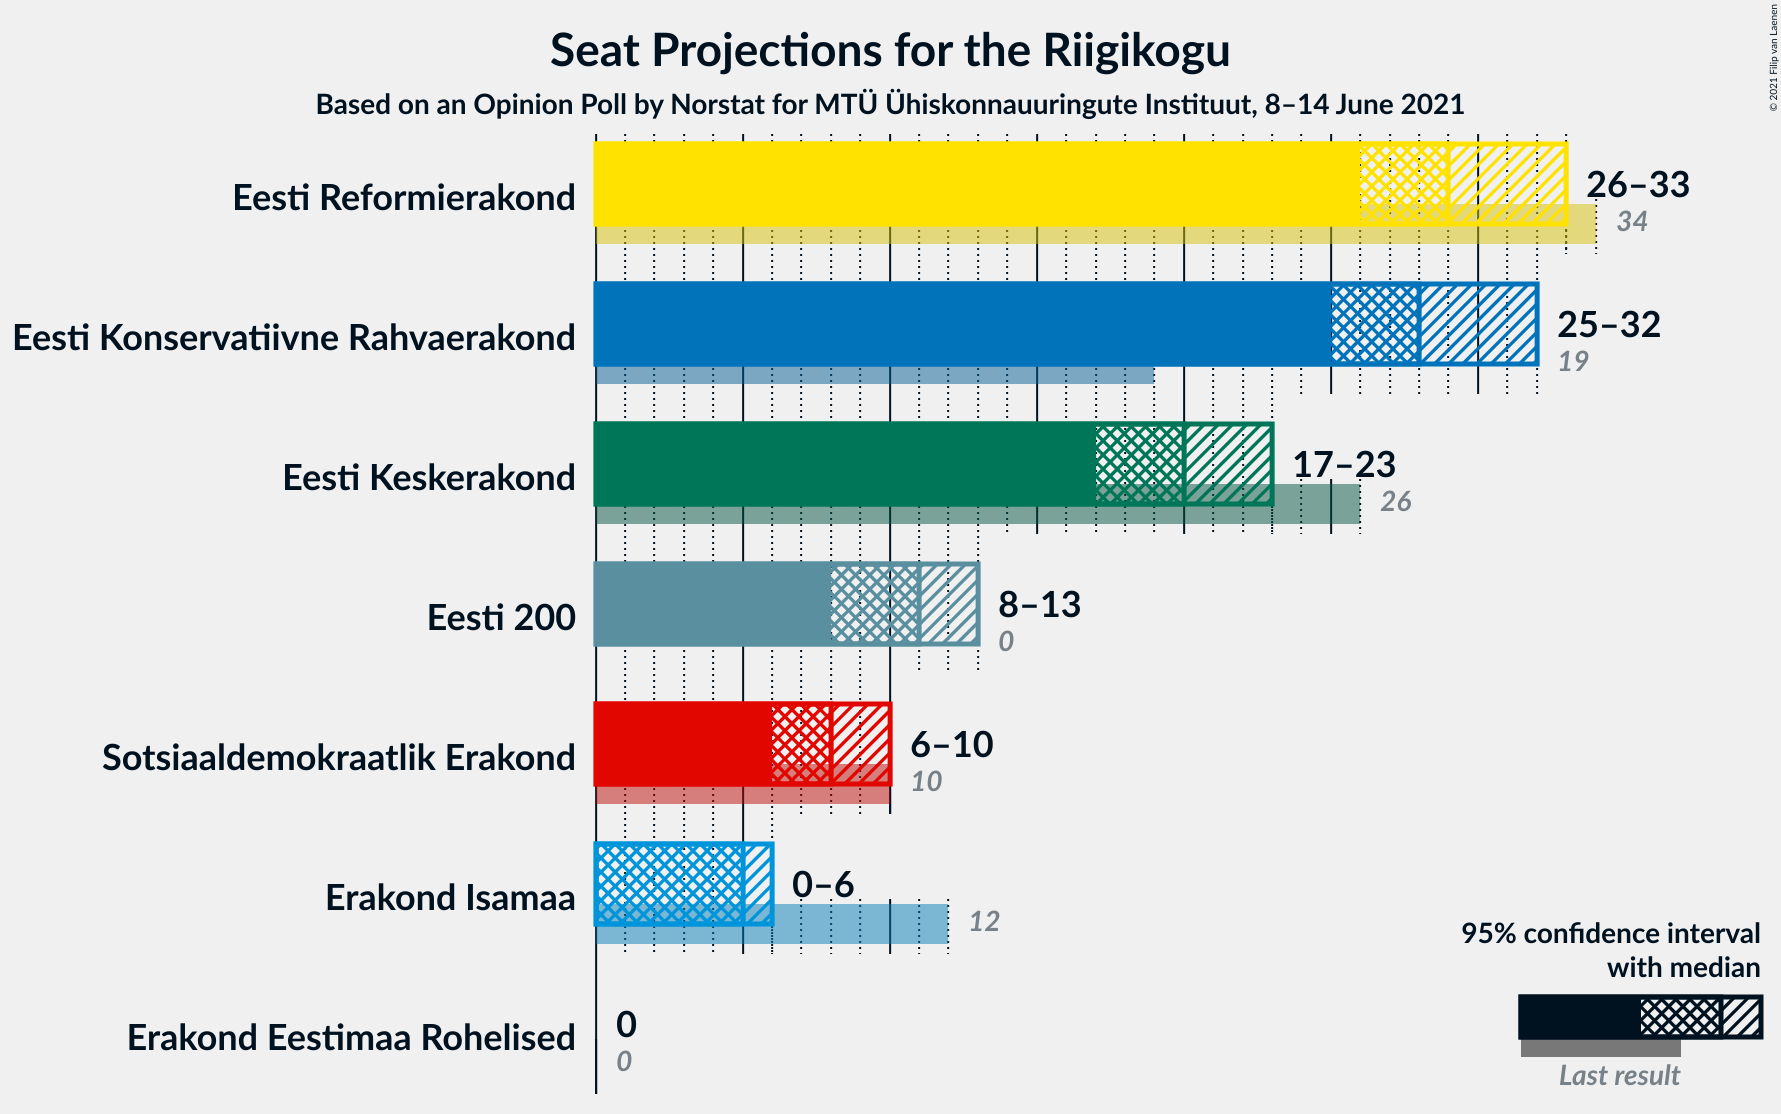 Seat Projections for the Riigikogu
Based on an Opinion Poll by Norstat for MTÜ Ühiskonnauuringute Instituut, 8–14 June 2021
© 2021 Filip van Laenen
Eesti Reformierakond
26–33
34
Eesti Konservatiivne Rahvaerakond
25–32
19
Eesti Keskerakond
17–23
26
Eesti 200
8–13
0
Sotsiaaldemokraatlik Erakond
6–10
10
Erakond Isamaa
0–6
12
Erakond Eestimaa Rohelised
0
0
95% confidence interval
with median
Last result